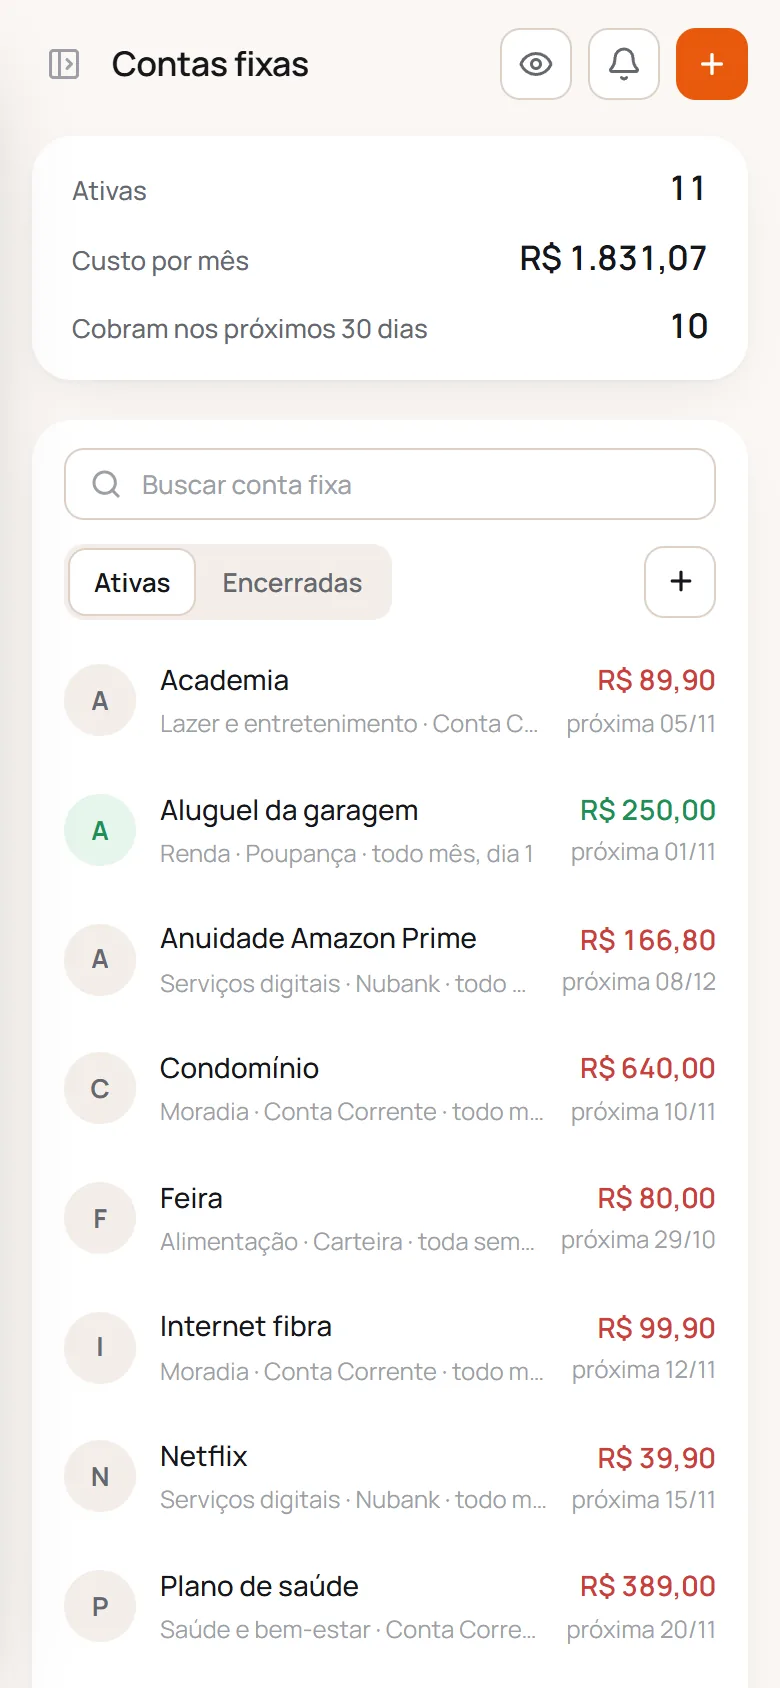 Contas fixas
Ativas 11
Custo por mês R$ 1.831,07
Cobram nos próximos 30 dias 10
Buscar conta fixa
Ativas Encerradas
A Academia R$ 89,90
Lazer e entretenimento · Conta C... próxima 05/11
A Aluguel da garagem R$ 250,00
Renda · Poupança · todo mês, dia 1 próxima 01/11
A Anuidade Amazon Prime R$ 166,80
Serviços digitais · Nubank · todo ... próxima 08/12
C Condomínio R$ 640,00
Moradia · Conta Corrente · todo m... próxima 10/11
F Feira R$ 80,00
Alimentação · Carteira · toda sem... próxima 29/10
I Internet fibra R$ 99,90
Moradia · Conta Corrente · todo m... próxima 12/11
N Netflix R$ 39,90
Serviços digitais · Nubank · todo m... próxima 15/11
P Plano de saúde R$ 389,00
Saúde e bem-estar · Conta Corre... próxima 20/11